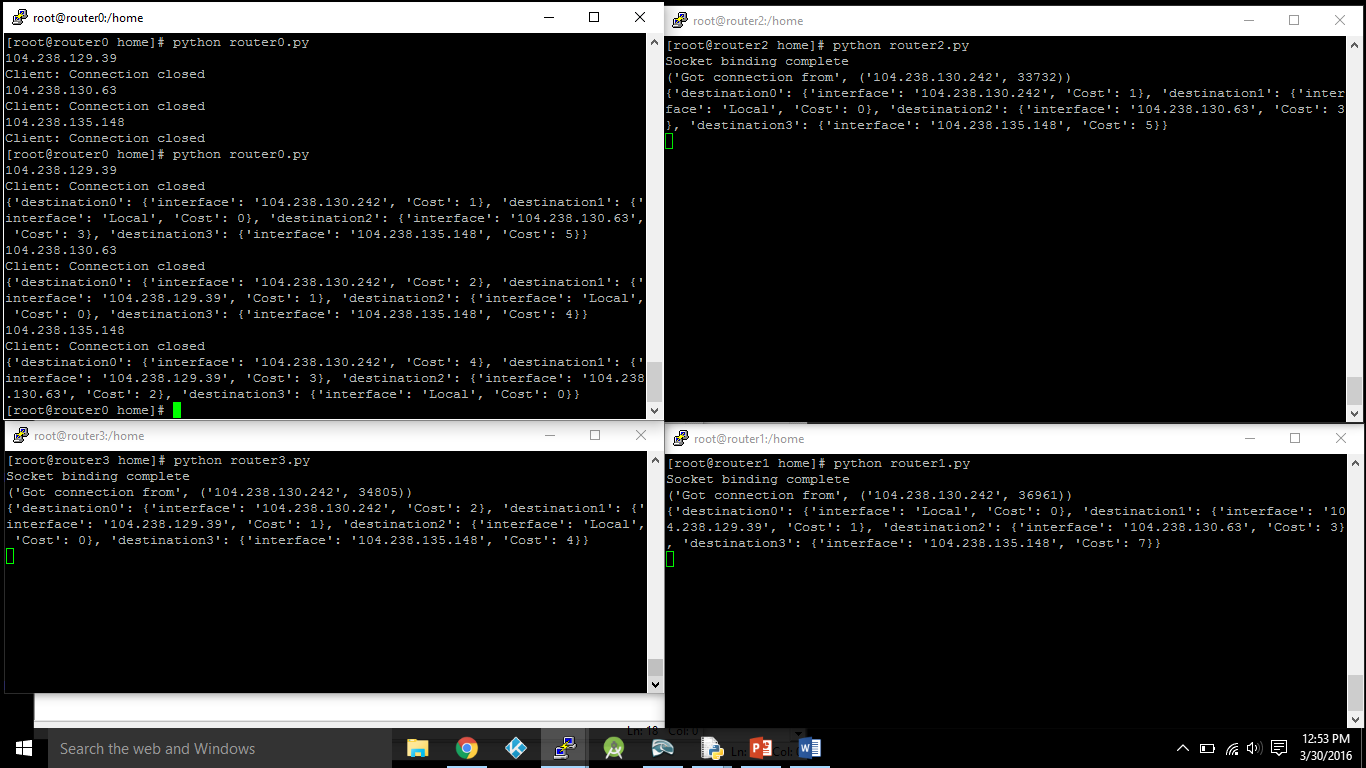 root@router0:/home
[root@router0 home]# python router0.py
104.238.129.39
Client: Connection closed
104.238.130.63
Client: Connection closed
104.238.135.148
Client: Connection closed
[root@router0 home]# python router0.py
104.238.129.39
Client: Connection closed
{'destination0': {'interface': '104.238.130.242', 'Cost': 1}, 'destination1': {'
interface': 'Local', 'Cost': 0}, 'destination2': {'interface': '104.238.130.63',
'Cost': 3}, 'destination3': {'interface': '104.238.135.148', 'Cost': 5}}
104.238.130.63
Client: Connection closed
{'destination0': {'interface': '104.238.130.242', 'Cost': 2}, 'destination1': {'
interface': '104.238.129.39', 'Cost': 1}, 'destination2': {'interface': 'Local',
'Cost': 0}, 'destination3': {'interface': '104.238.135.148', 'Cost': 4}}
104.238.135.148
Client: Connection closed
{'destination0': {'interface': '104.238.130.242', 'Cost': 4}, 'destination1': {'
interface': '104.238.129.39', 'Cost': 3}, 'destination2': {'interface': '104.238
.130.63', 'Cost': 2}, 'destination3': {'interface': 'Local', 'Cost': 0}}
[root@router0 home]#
root@router2:/home
[root@router2 home]# python router2.py
Socket binding complete
('Got connection from', ('104.238.130.242', 33732))
{'destination0': {'interface': '104.238.130.242', 'Cost': 1}, 'destination1': {'inter
face': 'Local', 'Cost': 0}, 'destination2': {'interface': '104.238.130.63', 'Cost': 3
}, 'destination3': {'interface': '104.238.135.148', 'Cost': 5}}
root@router3:/home
[root@router3 home]# python router3.py
Socket binding complete
('Got connection from', ('104.238.130.242', 34805))
{'destination0': {'interface': '104.238.130.242', 'Cost': 2}, 'destination1': {'
interface': '104.238.129.39', 'Cost': 1}, 'destination2': {'interface': 'Local',
'Cost': 0}, 'destination3': {'interface': '104.238.135.148', 'Cost': 4}}
root@router1:/home
[root@router1 home]# python router1.py
Socket binding complete
('Got connection from', ('104.238.130.242', 36961))
{'destination0': {'interface': 'Local', 'Cost': 0}, 'destination1': {'interface': '10
4.238.129.39', 'Cost': 1}, 'destination2': {'interface': '104.238.130.63', 'Cost': 3}
, 'destination3': {'interface': '104.238.135.148', 'Cost': 7}}
Ln: 18 Col: 0
Search the web and Windows
12:53 PM
3/30/2016